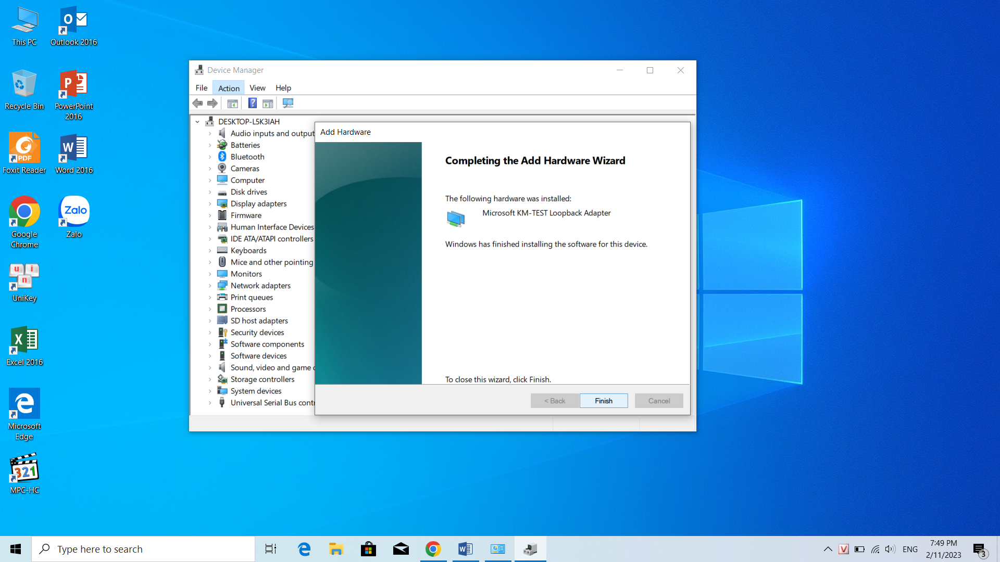 This PC
Outlook 2016
Recycle Bin
PowerPoint
2016
Foxit Reader
Word 2016
Google
Chrome
Zalo
Zalo
UniKey
Excel 2016
Microsoft
Edge
321
MPC-HC
Device Manager
File Action View Help
DESKTOP-L5K3IAH
Audio inputs and output
Batteries
Bluetooth
Cameras
Computer
Disk drives
Display adapters
Firmware
Human Interface Devices
IDE ATA/ATAPI controllers
Keyboards
Mice and other pointing
Monitors
Network adapters
Print queues
Processors
SD host adapters
Security devices
Software components
Software devices
Sound, video and game
Storage controllers
System devices
Universal Serial Bus contr
Add Hardware
Completing the Add Hardware Wizard
The following hardware was installed:
Microsoft KM-TEST Loopback Adapter
Windows has finished installing the software for this device.
To close this wizard, click Finish.
< Back Finish Cancel
Type here to search
ENG
7:49 PM
2/11/2023
3